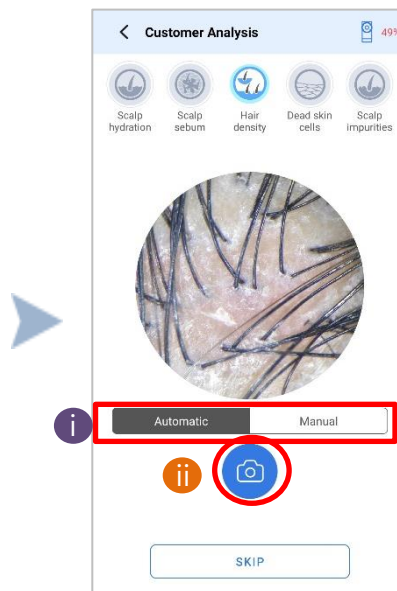 Customer Analysis
49%
Scalp hydration
Scalp sebum
Hair density
Dead skin cells
Scalp impurities
i
Automatic
Manual
ii
SKIP